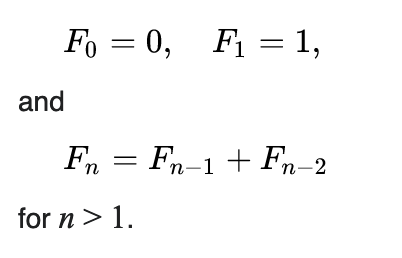 F₀ = 0, F₁ = 1,
and
Fₙ = Fₙ₋₁ + Fₙ₋₂
for n > 1.